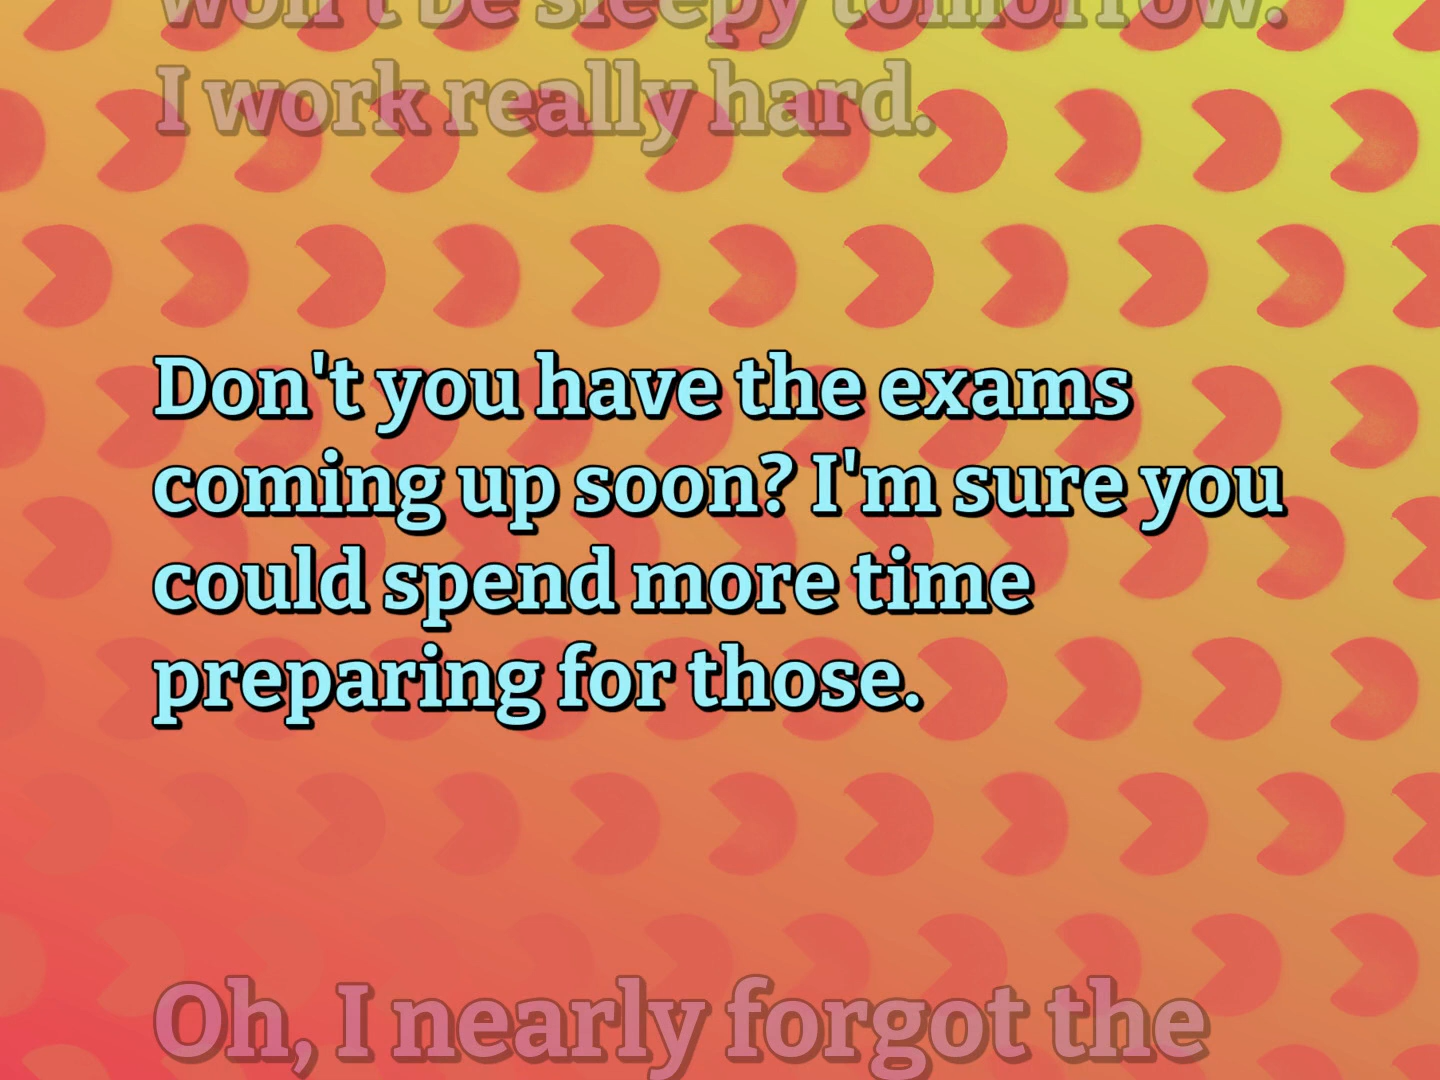 won't be sleepy tomorrow.
I work really hard.
Don't you have the exams
coming up soon? I'm sure you
could spend more time
preparing for those.
Oh, I nearly forgot the